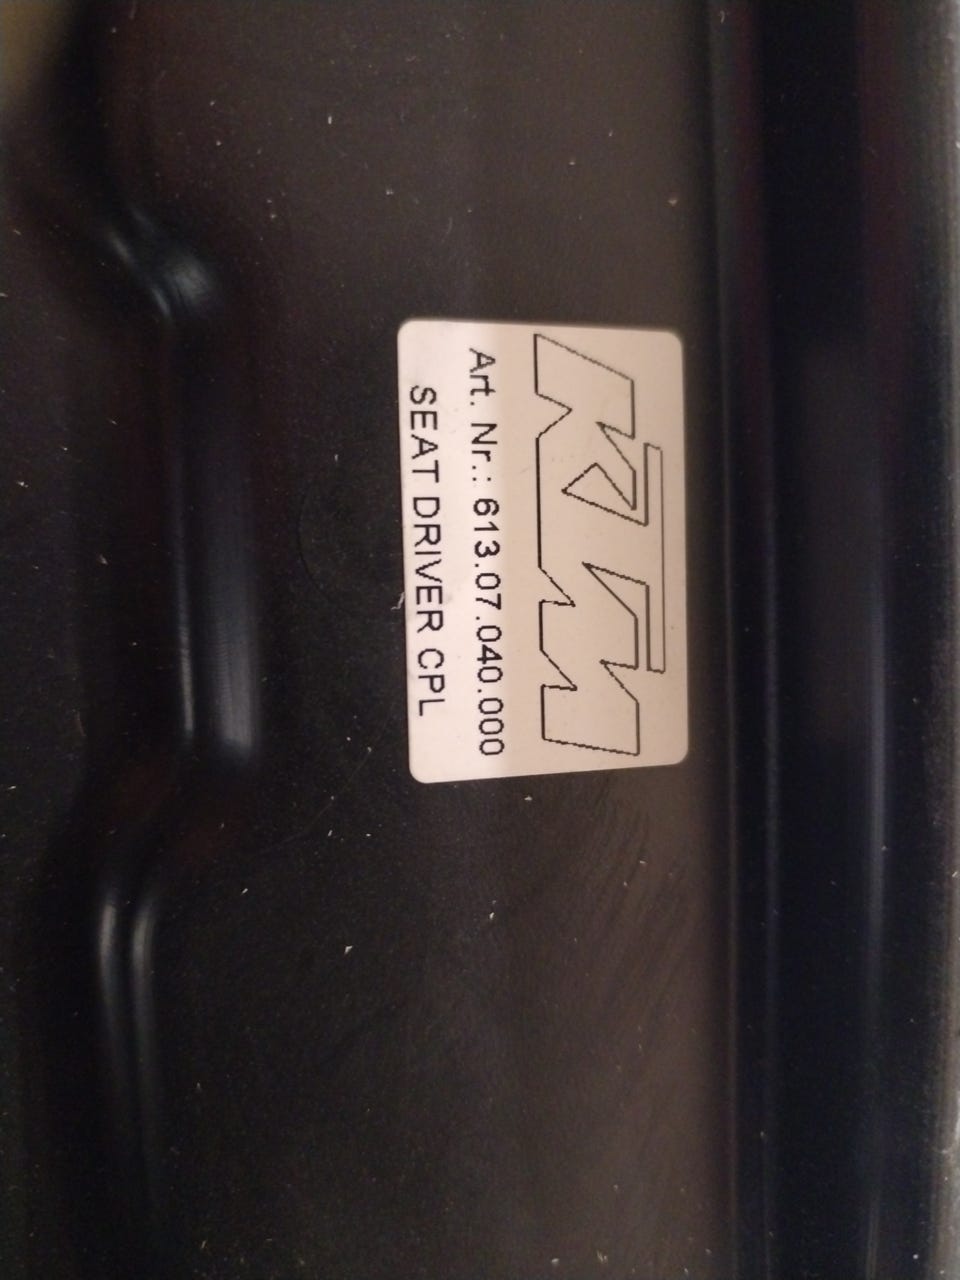 KTM
Art. Nr.: 613.07.040.000
SEAT DRIVER CPL